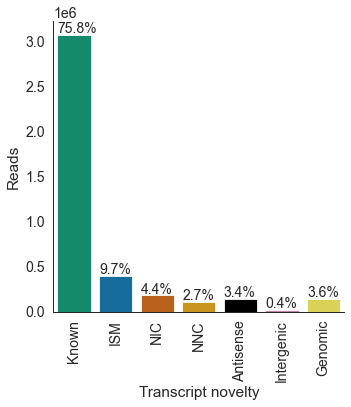 1e6
75.8%
3.0
2.5
2.0
1.5
1.0
0.5
0.0
Reads
9.7%
4.4%
2.7%
3.4%
0.4%
3.6%
Known
ISM
NIC
NNC
Antisense
Intergenic
Genomic
Transcript novelty